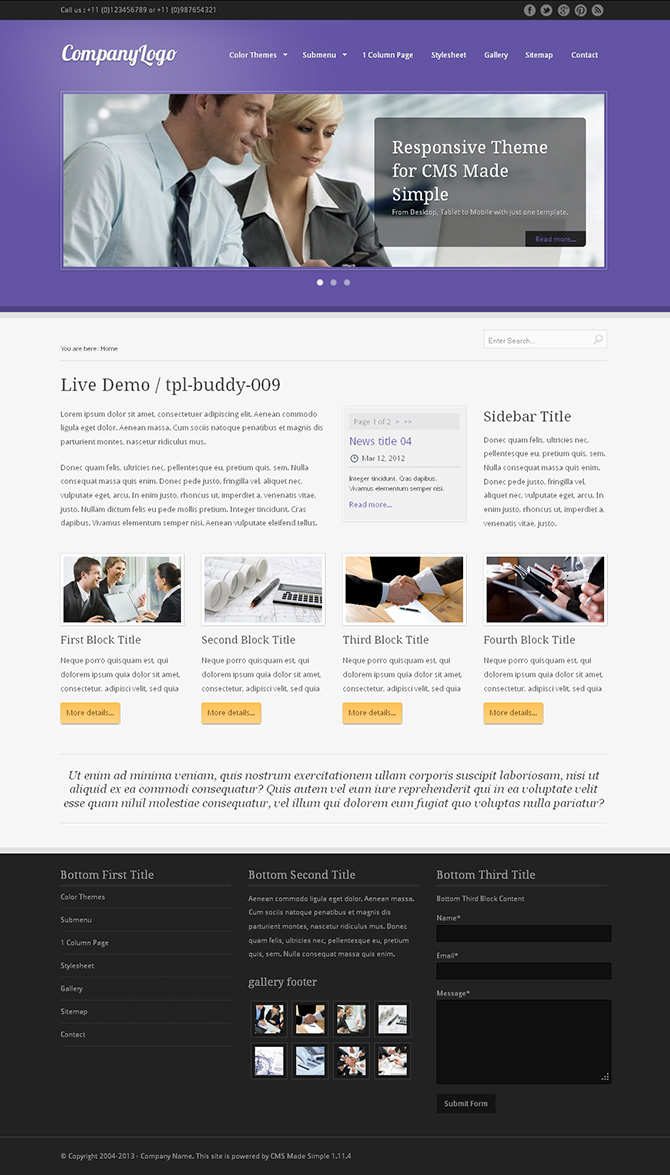 Call us : +11 (0)123456789 or +11 (0)987654321
CompanyLogo
Color Themes
Submenu
1 Column Page
Stylesheet
Gallery
Sitemap
Contact
Responsive Theme
for CMS Made
Simple
From Desktop, Tablet to Mobile with just one template.
Read more...
You are here: Home
Enter Search...
Live Demo / tpl-buddy-009
Lorem ipsum dolor sit amet, consectetuer adipiscing elit. Aenean commodo
ligula eget dolor. Aenean massa. Cum sociis natoque penatibus et magnis dis
parturient montes, nascetur ridiculus mus.
Donec quam felis, ultricies nec, pellentesque eu, pretium quis, sem. Nulla
consequat massa quis enim. Donec pede justo, fringilla vel, aliquet nec,
vulputate eget, arcu. In enim justo, rhoncus ut, imperdiet a, venenatis vitae,
justo. Nullam dictum felis eu pede mollis pretium. Integer tincidunt. Cras
dapibus. Vivamus elementum semper nisi. Aenean vulputate eleifend tellus.
Page 1 of 2 > >>
News title 04
Mar 12, 2012
Integer tincidunt. Cras dapibus.
Vivamus elementum semper nisi.
Read more...
Sidebar Title
Donec quam felis, ultricies nec,
pellentesque eu, pretium quis, sem.
Nulla consequat massa quis enim.
Donec pede justo, fringilla vel,
aliquet nec, vulputate eget, arcu. In
enim justo, rhoncus ut, imperdiet a,
venenatis vitae, justo.
First Block Title
Neque porro quisquam est, qui
dolorem ipsum quia dolor sit amet,
consectetur, adipisci velit, sed quia
More details...
Second Block Title
Neque porro quisquam est, qui
dolorem ipsum quia dolor sit amet,
consectetur, adipisci velit, sed quia
More details...
Third Block Title
Neque porro quisquam est, qui
dolorem ipsum quia dolor sit amet,
consectetur, adipisci velit, sed quia
More details...
Fourth Block Title
Neque porro quisquam est, qui
dolorem ipsum quia dolor sit amet,
consectetur, adipisci velit, sed quia
More details...
Ut enim ad minima veniam, quis nostrum exercitationem ullam corporis suscipit laboriosam, nisi ut
aliquid ex ea commodi consequatur? Quis autem vel eum iure reprehenderit qui in ea voluptate velit
esse quam nihil molestiae consequatur, vel illum qui dolorem eum fugiat quo voluptas nulla pariatur?
Bottom First Title
Color Themes
Submenu
1 Column Page
Stylesheet
Gallery
Sitemap
Contact
Bottom Second Title
Aenean commodo ligula eget dolor. Aenean massa.
Cum sociis natoque penatibus et magnis dis
parturient montes, nascetur ridiculus mus. Donec
quam felis, ultricies nec, pellentesque eu, pretium
quis, sem. Nulla consequat massa quis enim.
gallery footer
Bottom Third Title
Bottom Third Block Content
Name*
Email*
Message*
Submit Form
© Copyright 2004-2013 - Company Name. This site is powered by CMS Made Simple 1.11.4